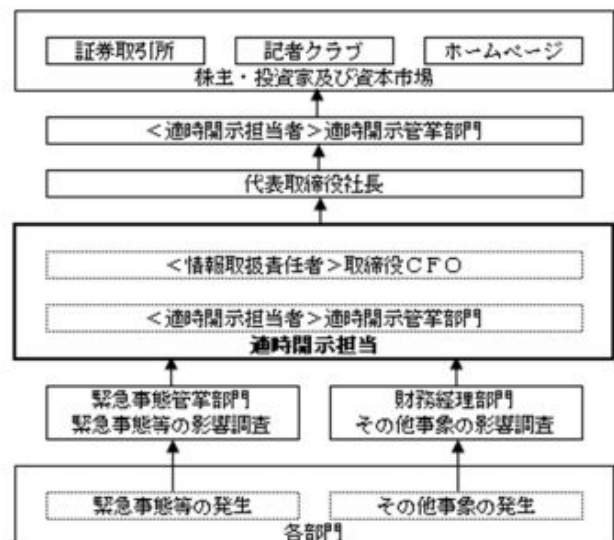 証券取引所 記者クラブ ホームページ
株主・投資家及び資本市場
＜適時開示担当者＞適時開示管掌部門
代表取締役社長
＜情報取扱責任者＞取締役ＣＦＯ
＜適時開示担当者＞適時開示管掌部門
適時開示担当
緊急事態管掌部門 財務経理部門
緊急事態等の影響調査 その他事象の影響調査
緊急事態等の発生 その他事象の発生
各部門